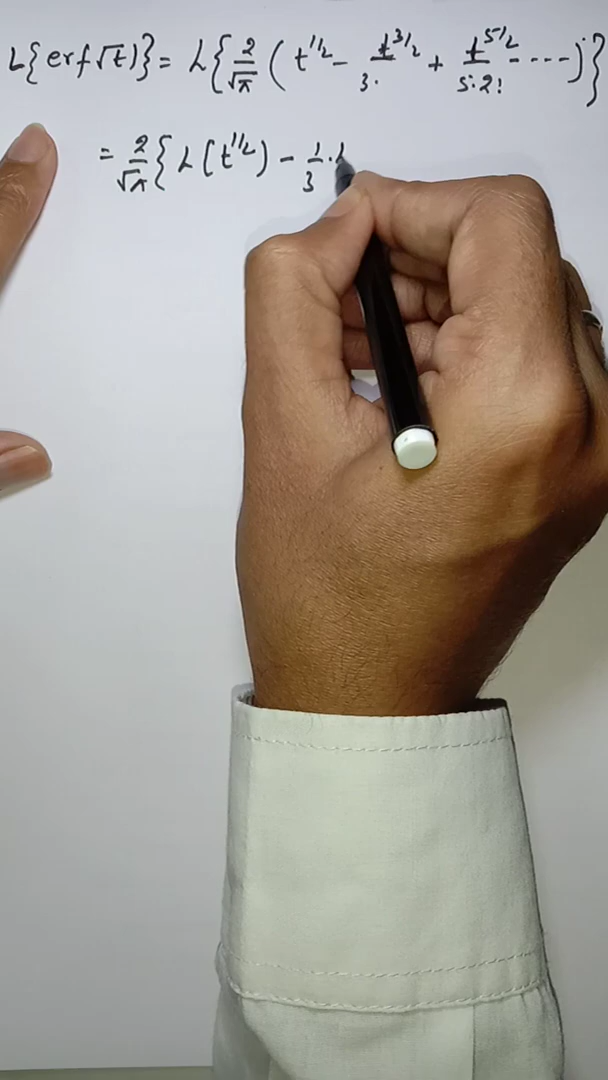 L{erf√t)} = L{2/√π (t^1/2 - t^3/2/3· + t^5/2/5·2! ----)}
= 2/√π {L(t^1/2) - 1/3 ·